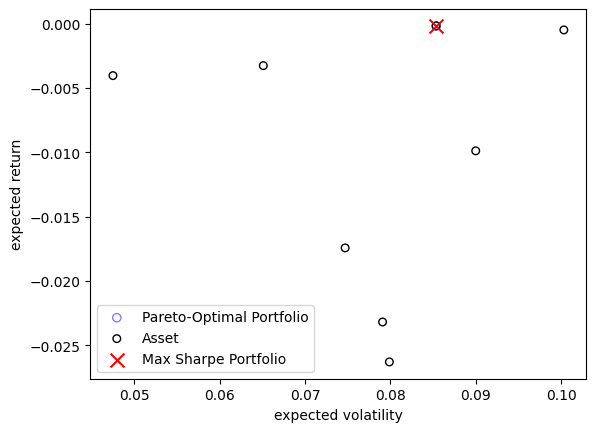 0.000
−0.005
−0.010
−0.015
−0.020
−0.025
expected return
Pareto-Optimal Portfolio
Asset
Max Sharpe Portfolio
0.05 0.06 0.07 0.08 0.09 0.10
expected volatility